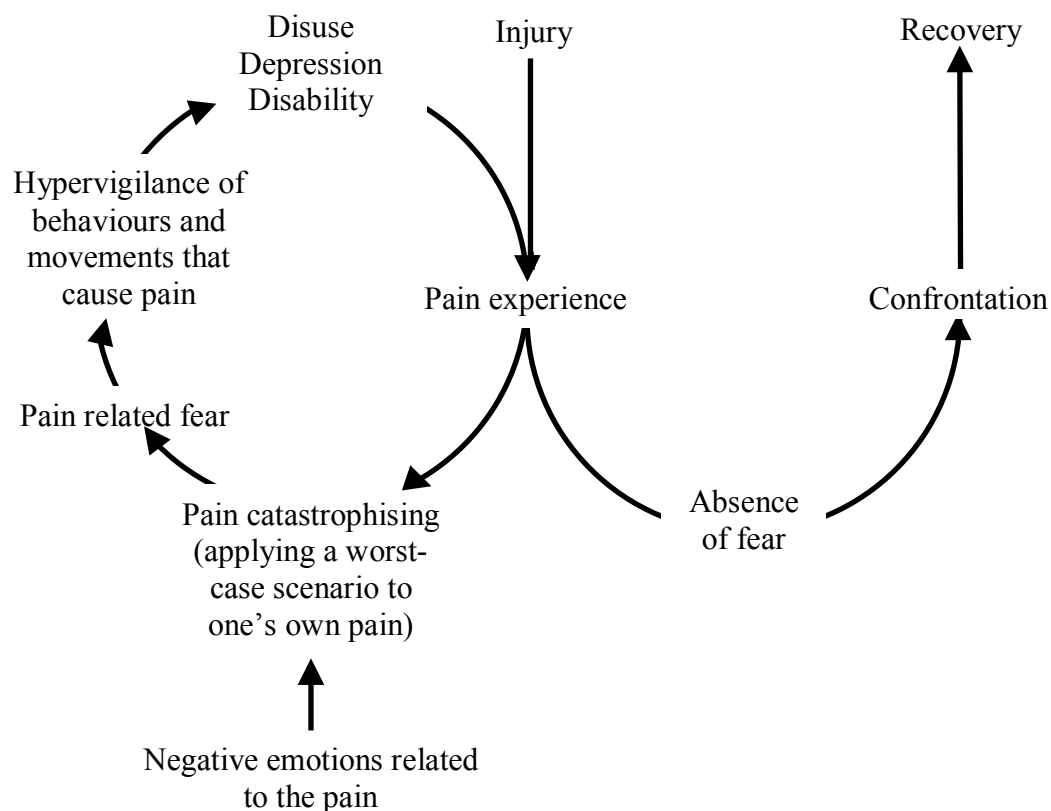 Disuse
Depression
Disability
Injury
Recovery
Hypervigilance of
behaviours and
movements that
cause pain
Pain experience
Confrontation
Pain related fear
Pain catastrophising
(applying a worst-
case scenario to
one’s own pain)
Absence
of fear
Negative emotions related
to the pain